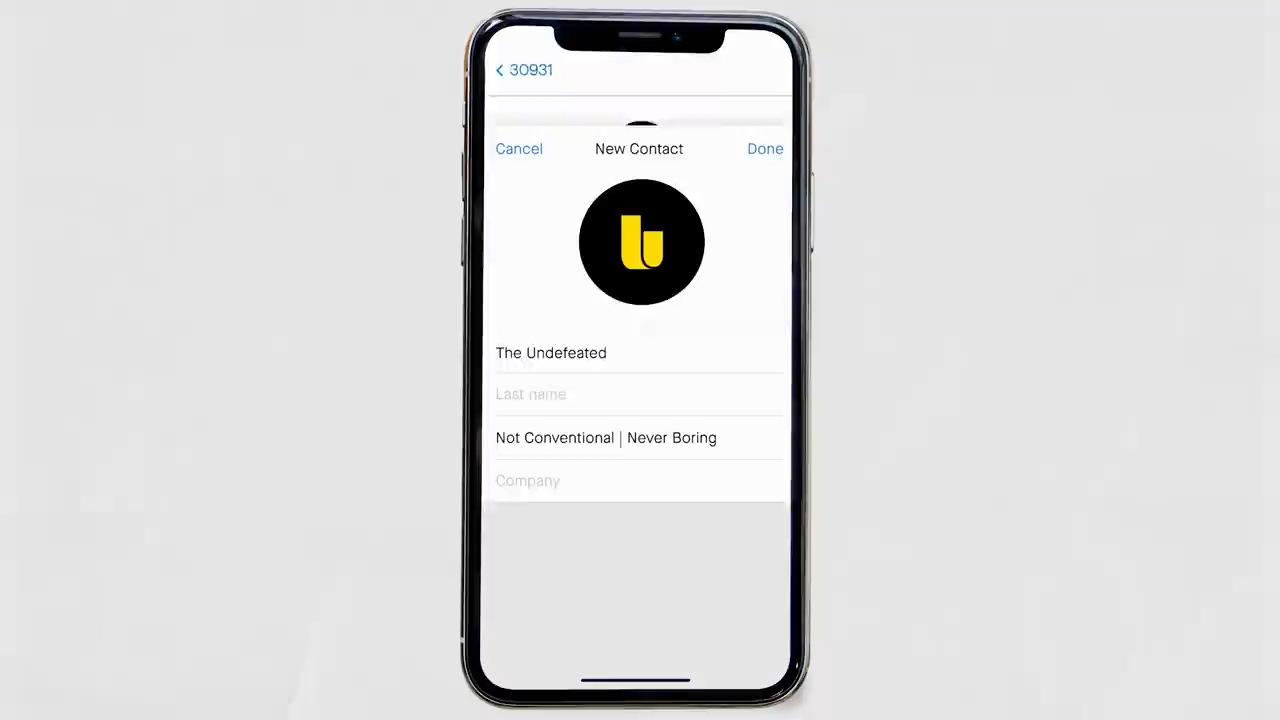 30931
Cancel New Contact Done
The Undefeated
Last name
Not Conventional | Never Boring
Company